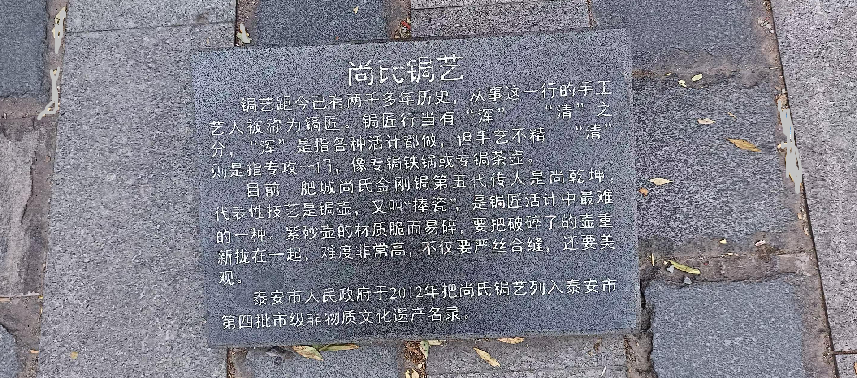 尚氏锔艺
锔艺距今已有两千多年历史，从事这一行的手工
艺人被称为锔匠。锔匠行当有“浑”、“清”之
分，“浑”是指各种活计都做，但手艺不精，“清”
则是指专攻一门，像专锔铁锅或专锔茶壶。
目前，肥城尚氏金刚锔第五代传人是尚乾坤，
代表性技艺是锔壶，又叫“捧瓷”，是锔匠活计中最难
的一种。紫砂壶的材质脆而易碎，要把破碎了的壶重
新拢在一起，难度非常高，不仅要严丝合缝，还要美
观。
泰安市人民政府于2012年把尚氏锔艺列入泰安市
第四批市级非物质文化遗产名录。